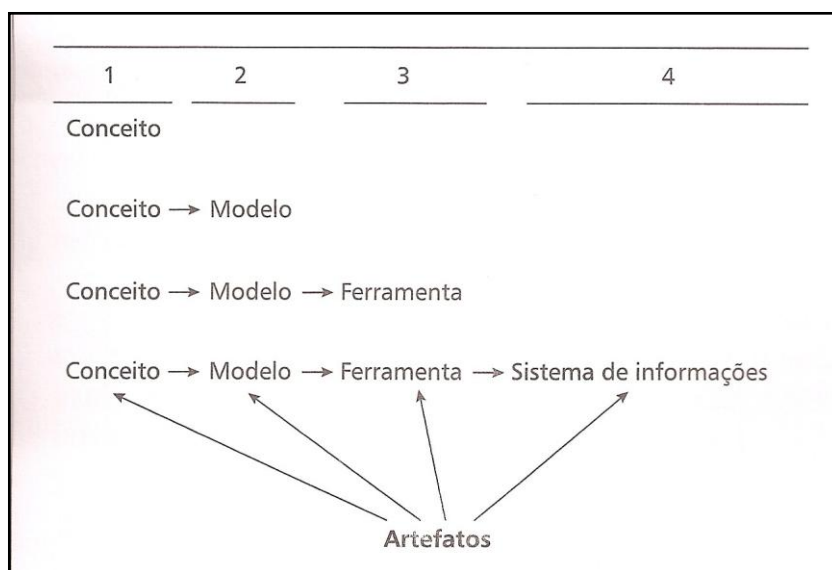 1 2 3 4
Conceito
Conceito → Modelo
Conceito → Modelo → Ferramenta
Conceito → Modelo → Ferramenta → Sistema de informações
Artefatos